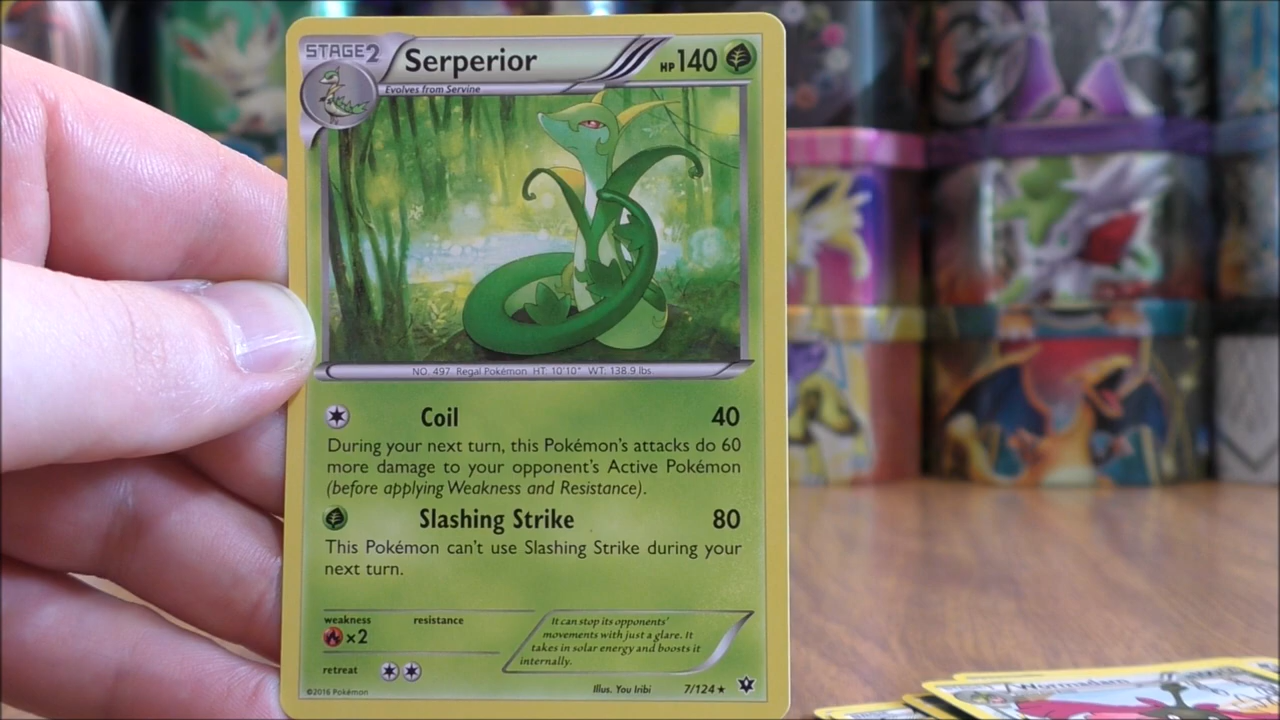 STAGE2
Serperior
HP 140
Evolves from Servine
NO. 497 Regal Pokémon HT: 10'10" WT: 138.9 lbs.
Coil 40
During your next turn, this Pokémon's attacks do 60
more damage to your opponent's Active Pokémon
(before applying Weakness and Resistance).
Slashing Strike 80
This Pokémon can't use Slashing Strike during your
next turn.
weakness resistance
×2
It can stop its opponents'
movements with just a glare. It
takes in solar energy and boosts it
internally.
retreat
©2016 Pokémon
Illus. You Iribi 7/124 ★